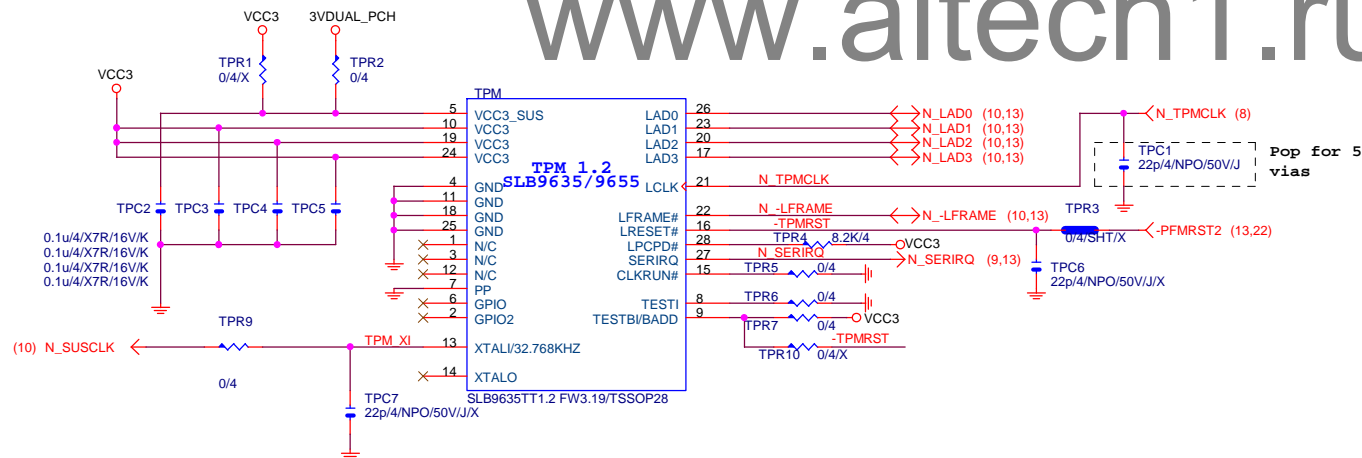 www.altech1.ru
VCC3
3VDUAL_PCH
TPR1
0/4/X
TPR2
0/4
VCC3
TPM
5 VCC3_SUS
10 VCC3
19 VCC3
24 VCC3
4 GND
11 GND
18 GND
25 GND
1 N/C
3 N/C
12 N/C
7 PP
6 GPIO
2 GPIO2
13 XTALI/32.768KHZ
14 XTALO
TPM 1.2
SLB9635/9655
LAD0 26 N_LAD0 (10,13)
LAD1 23 N_LAD1 (10,13)
LAD2 20 N_LAD2 (10,13)
LAD3 17 N_LAD3 (10,13)
LCLK 21 N_TPMCLK
LFRAME# 22 N_-LFRAME N_-LFRAME (10,13)
LRESET# 16 -TPMRST
LPCPD# 28 TPR4 8.2K/4 VCC3
SERIRQ 27 N_SERIRQ N_SERIRQ (9,13)
CLKRUN# 15 TPR5 0/4
TESTI 8 TPR6 0/4
TESTBI/BADD 9 TPR7 0/4 VCC3
TPR10 0/4/X -TPMRST
N_TPMCLK (8)
TPC1
22p/4/NPO/50V/J
Pop for 5
vias
TPR3
0/4/SHT/X
-PFMRST2 (13,22)
TPC6
22p/4/NPO/50V/J/X
TPC2 TPC3 TPC4 TPC5
0.1u/4/X7R/16V/K
0.1u/4/X7R/16V/K
0.1u/4/X7R/16V/K
0.1u/4/X7R/16V/K
TPR9
(10) N_SUSCLK
TPM_XI
0/4
TPC7
22p/4/NPO/50V/J/X
SLB9635TT1.2 FW3.19/TSSOP28